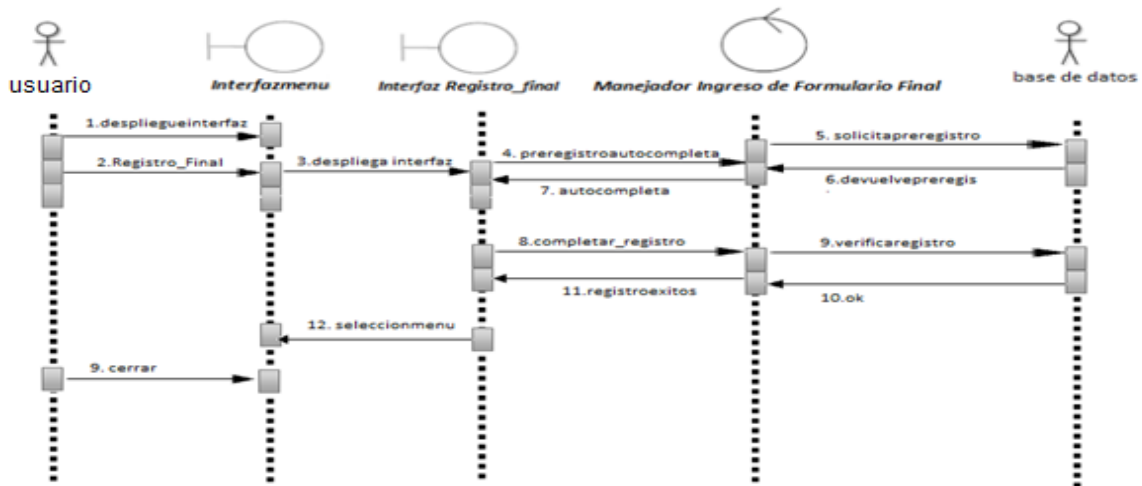 usuario
Interfazmenu
Interfaz Registro_final
Manejador Ingreso de Formulario Final
base de datos
1.despliegueinterfaz
2.Registro_Final
3.despliega interfaz
4. preregistroautocompleta
5. solicitapreregistro
6.devuelvepreregis
7. autocompleta
8.completar_registro
9.verificaregistro
10.ok
11.registroexitos
12. seleccionmenu
9. cerrar